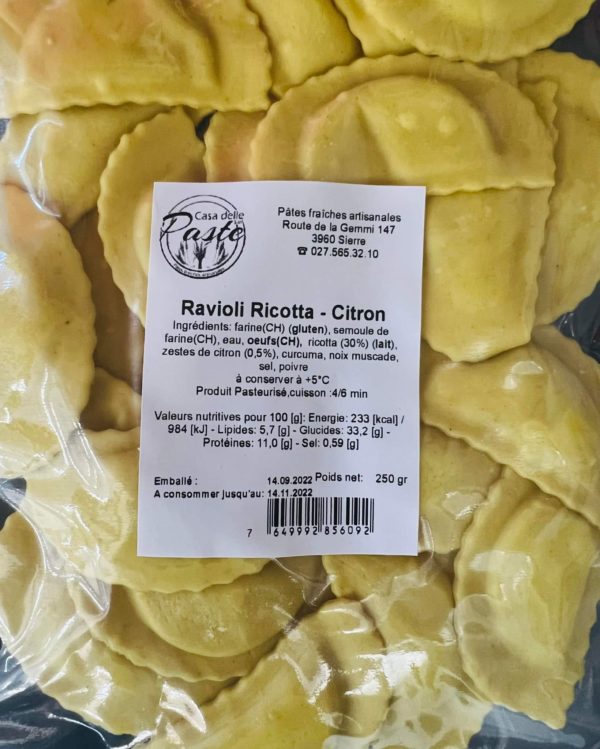 Casa delle
Paste
Pâtes fraîches artisanales
Route de la Gemmi 147
3960 Sierre
☎ 027.565.32.10
Ravioli Ricotta - Citron
Ingrédients: farine(CH) (gluten), semoule de
farine(CH), eau, oeufs(CH), ricotta (30%) (lait),
zestes de citron (0,5%), curcuma, noix muscade,
sel, poivre
à conserver à +5°C
Produit Pasteurisé,cuisson :4/6 min
Valeurs nutritives pour 100 [g]: Energie: 233 [kcal] /
984 [kJ] - Lipides: 5,7 [g] - Glucides: 33,2 [g] -
Protéines: 11,0 [g] - Sel: 0,59 [g]
Emballé : 14.09.2022 Poids net: 250 gr
A consommer jusqu'au: 14.11.2022
7 649992 856092